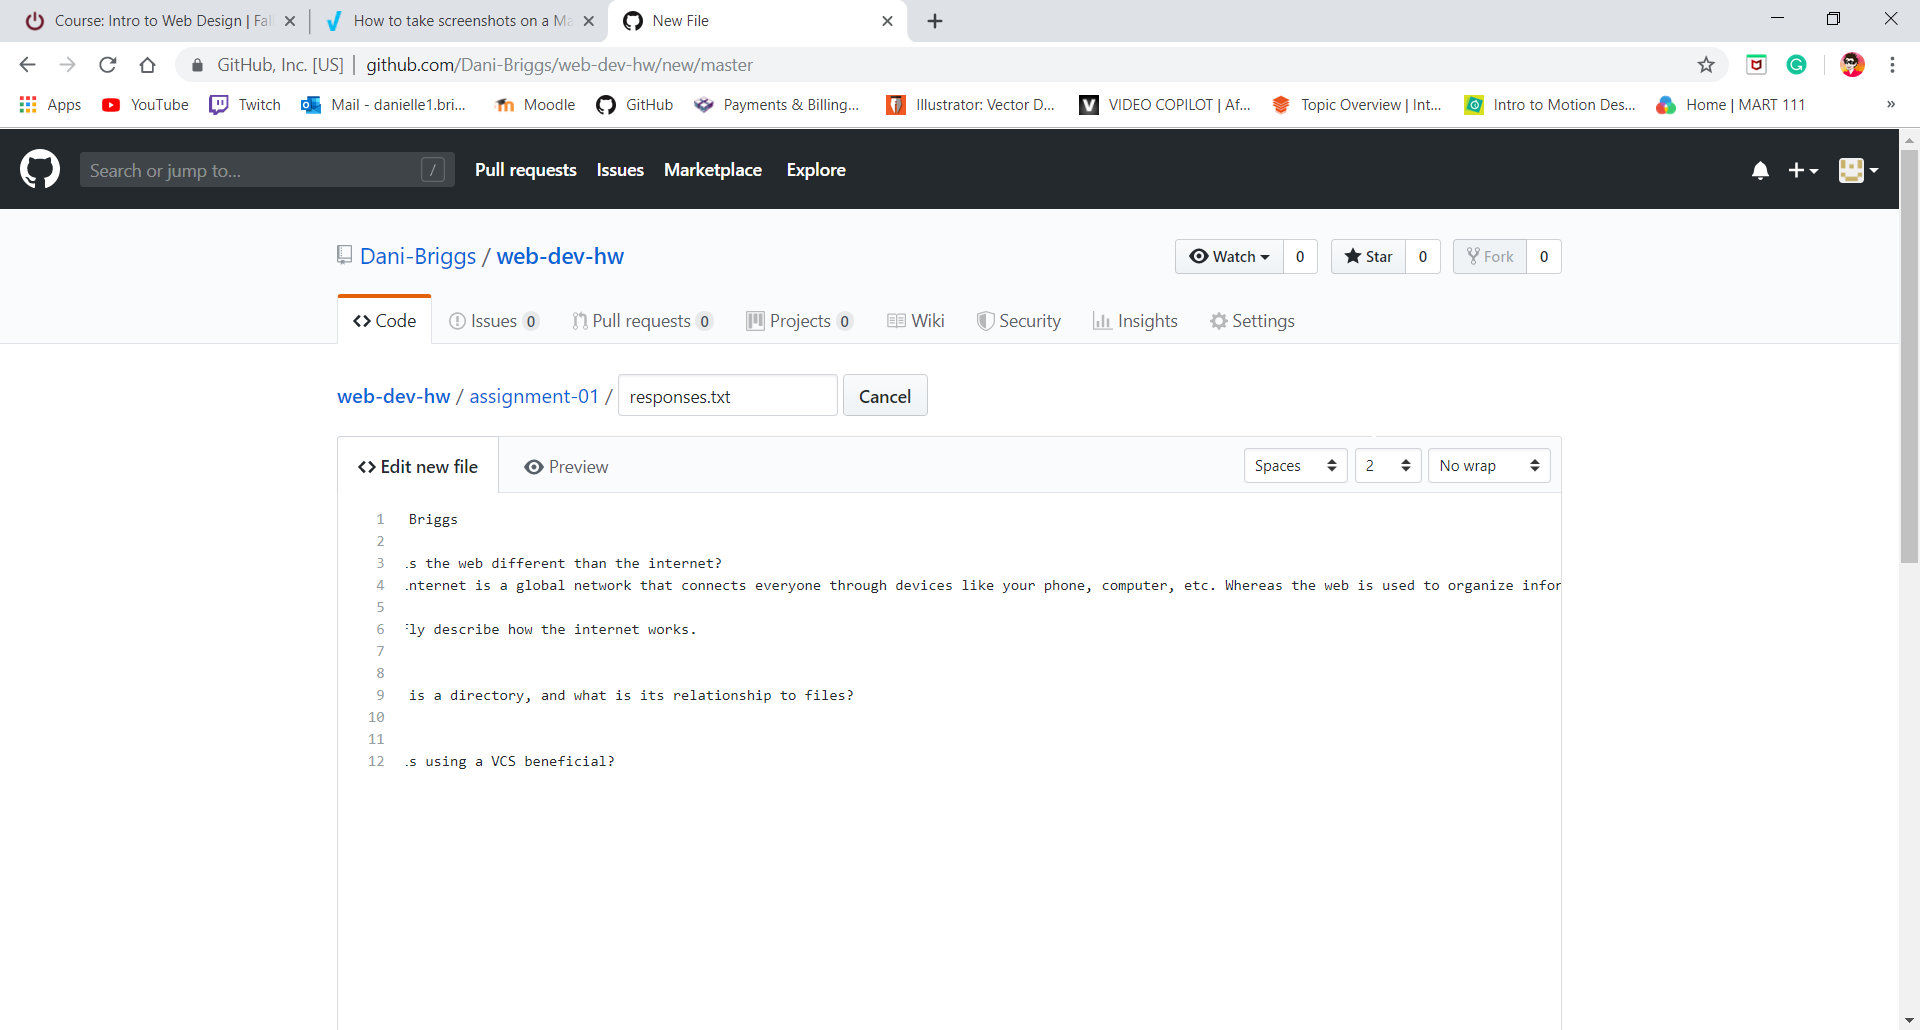 Course: Intro to Web Design | Fal
How to take screenshots on a Ma
New File
GitHub, Inc. [US] | github.com/Dani-Briggs/web-dev-hw/new/master
Apps YouTube Twitch Mail - danielle1.bri... Moodle GitHub Payments & Billing... Illustrator: Vector D... VIDEO COPILOT | Af... Topic Overview | Int... Intro to Motion Des... Home | MART 111 »
Search or jump to... / Pull requests Issues Marketplace Explore
Dani-Briggs / web-dev-hw Watch 0 Star 0 Fork 0
Code Issues 0 Pull requests 0 Projects 0 Wiki Security Insights Settings
web-dev-hw / assignment-01 / responses.txt Cancel
Edit new file Preview Spaces 2 No wrap
1 Briggs
2
3 s the web different than the internet?
4 nternet is a global network that connects everyone through devices like your phone, computer, etc. Whereas the web is used to organize infor
5
6 fly describe how the internet works.
7
8
9 is a directory, and what is its relationship to files?
10
11
12 s using a VCS beneficial?